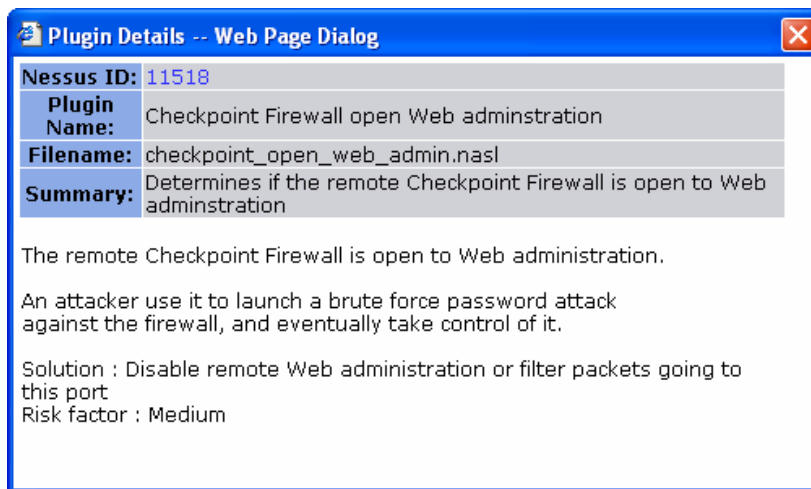 Plugin Details -- Web Page Dialog
Nessus ID: 11518
Plugin
Name: Checkpoint Firewall open Web adminstration
Filename: checkpoint_open_web_admin.nasl
Summary: Determines if the remote Checkpoint Firewall is open to Web
adminstration
The remote Checkpoint Firewall is open to Web administration.
An attacker use it to launch a brute force password attack
against the firewall, and eventually take control of it.
Solution : Disable remote Web administration or filter packets going to
this port
Risk factor : Medium